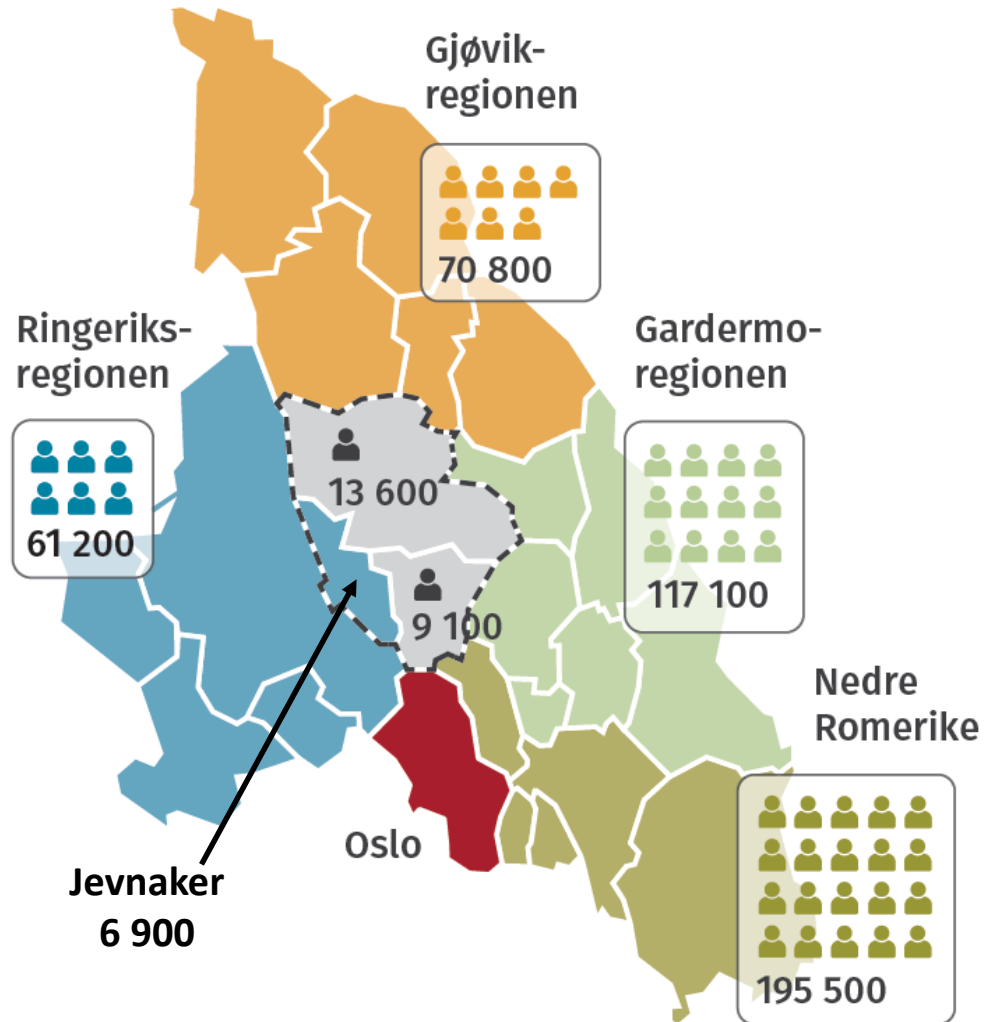 Gjøvik-
regionen
70 800
Ringeriks-
regionen
61 200
Gardermo-
regionen
117 100
13 600
9 100
Nedre
Romerike
195 500
Oslo
Jevnaker
6 900